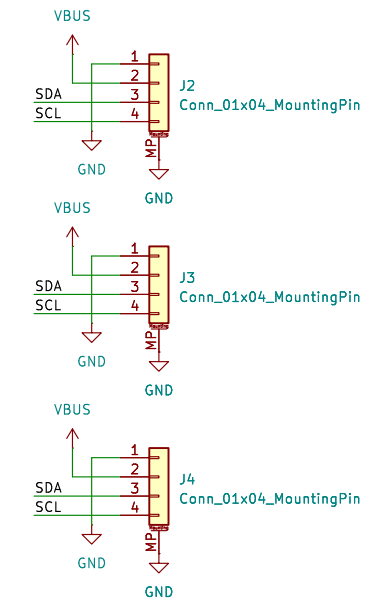 VBUS
1
2
SDA 3
SCL 4
J2
Conn_01x04_MountingPin
MP
GND
GND
VBUS
1
2
SDA 3
SCL 4
J3
Conn_01x04_MountingPin
MP
GND
GND
VBUS
1
2
SDA 3
SCL 4
J4
Conn_01x04_MountingPin
MP
GND
GND